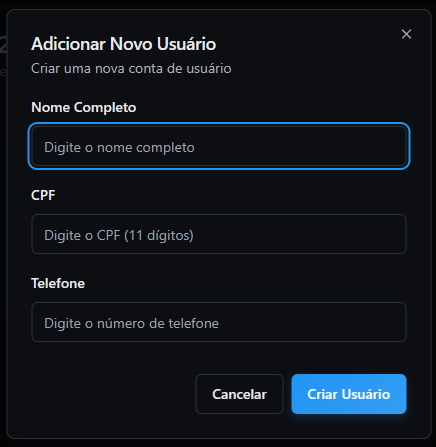 Adicionar Novo Usuário
Criar uma nova conta de usuário
Nome Completo
Digite o nome completo
CPF
Digite o CPF (11 dígitos)
Telefone
Digite o número de telefone
Cancelar
Criar Usuário